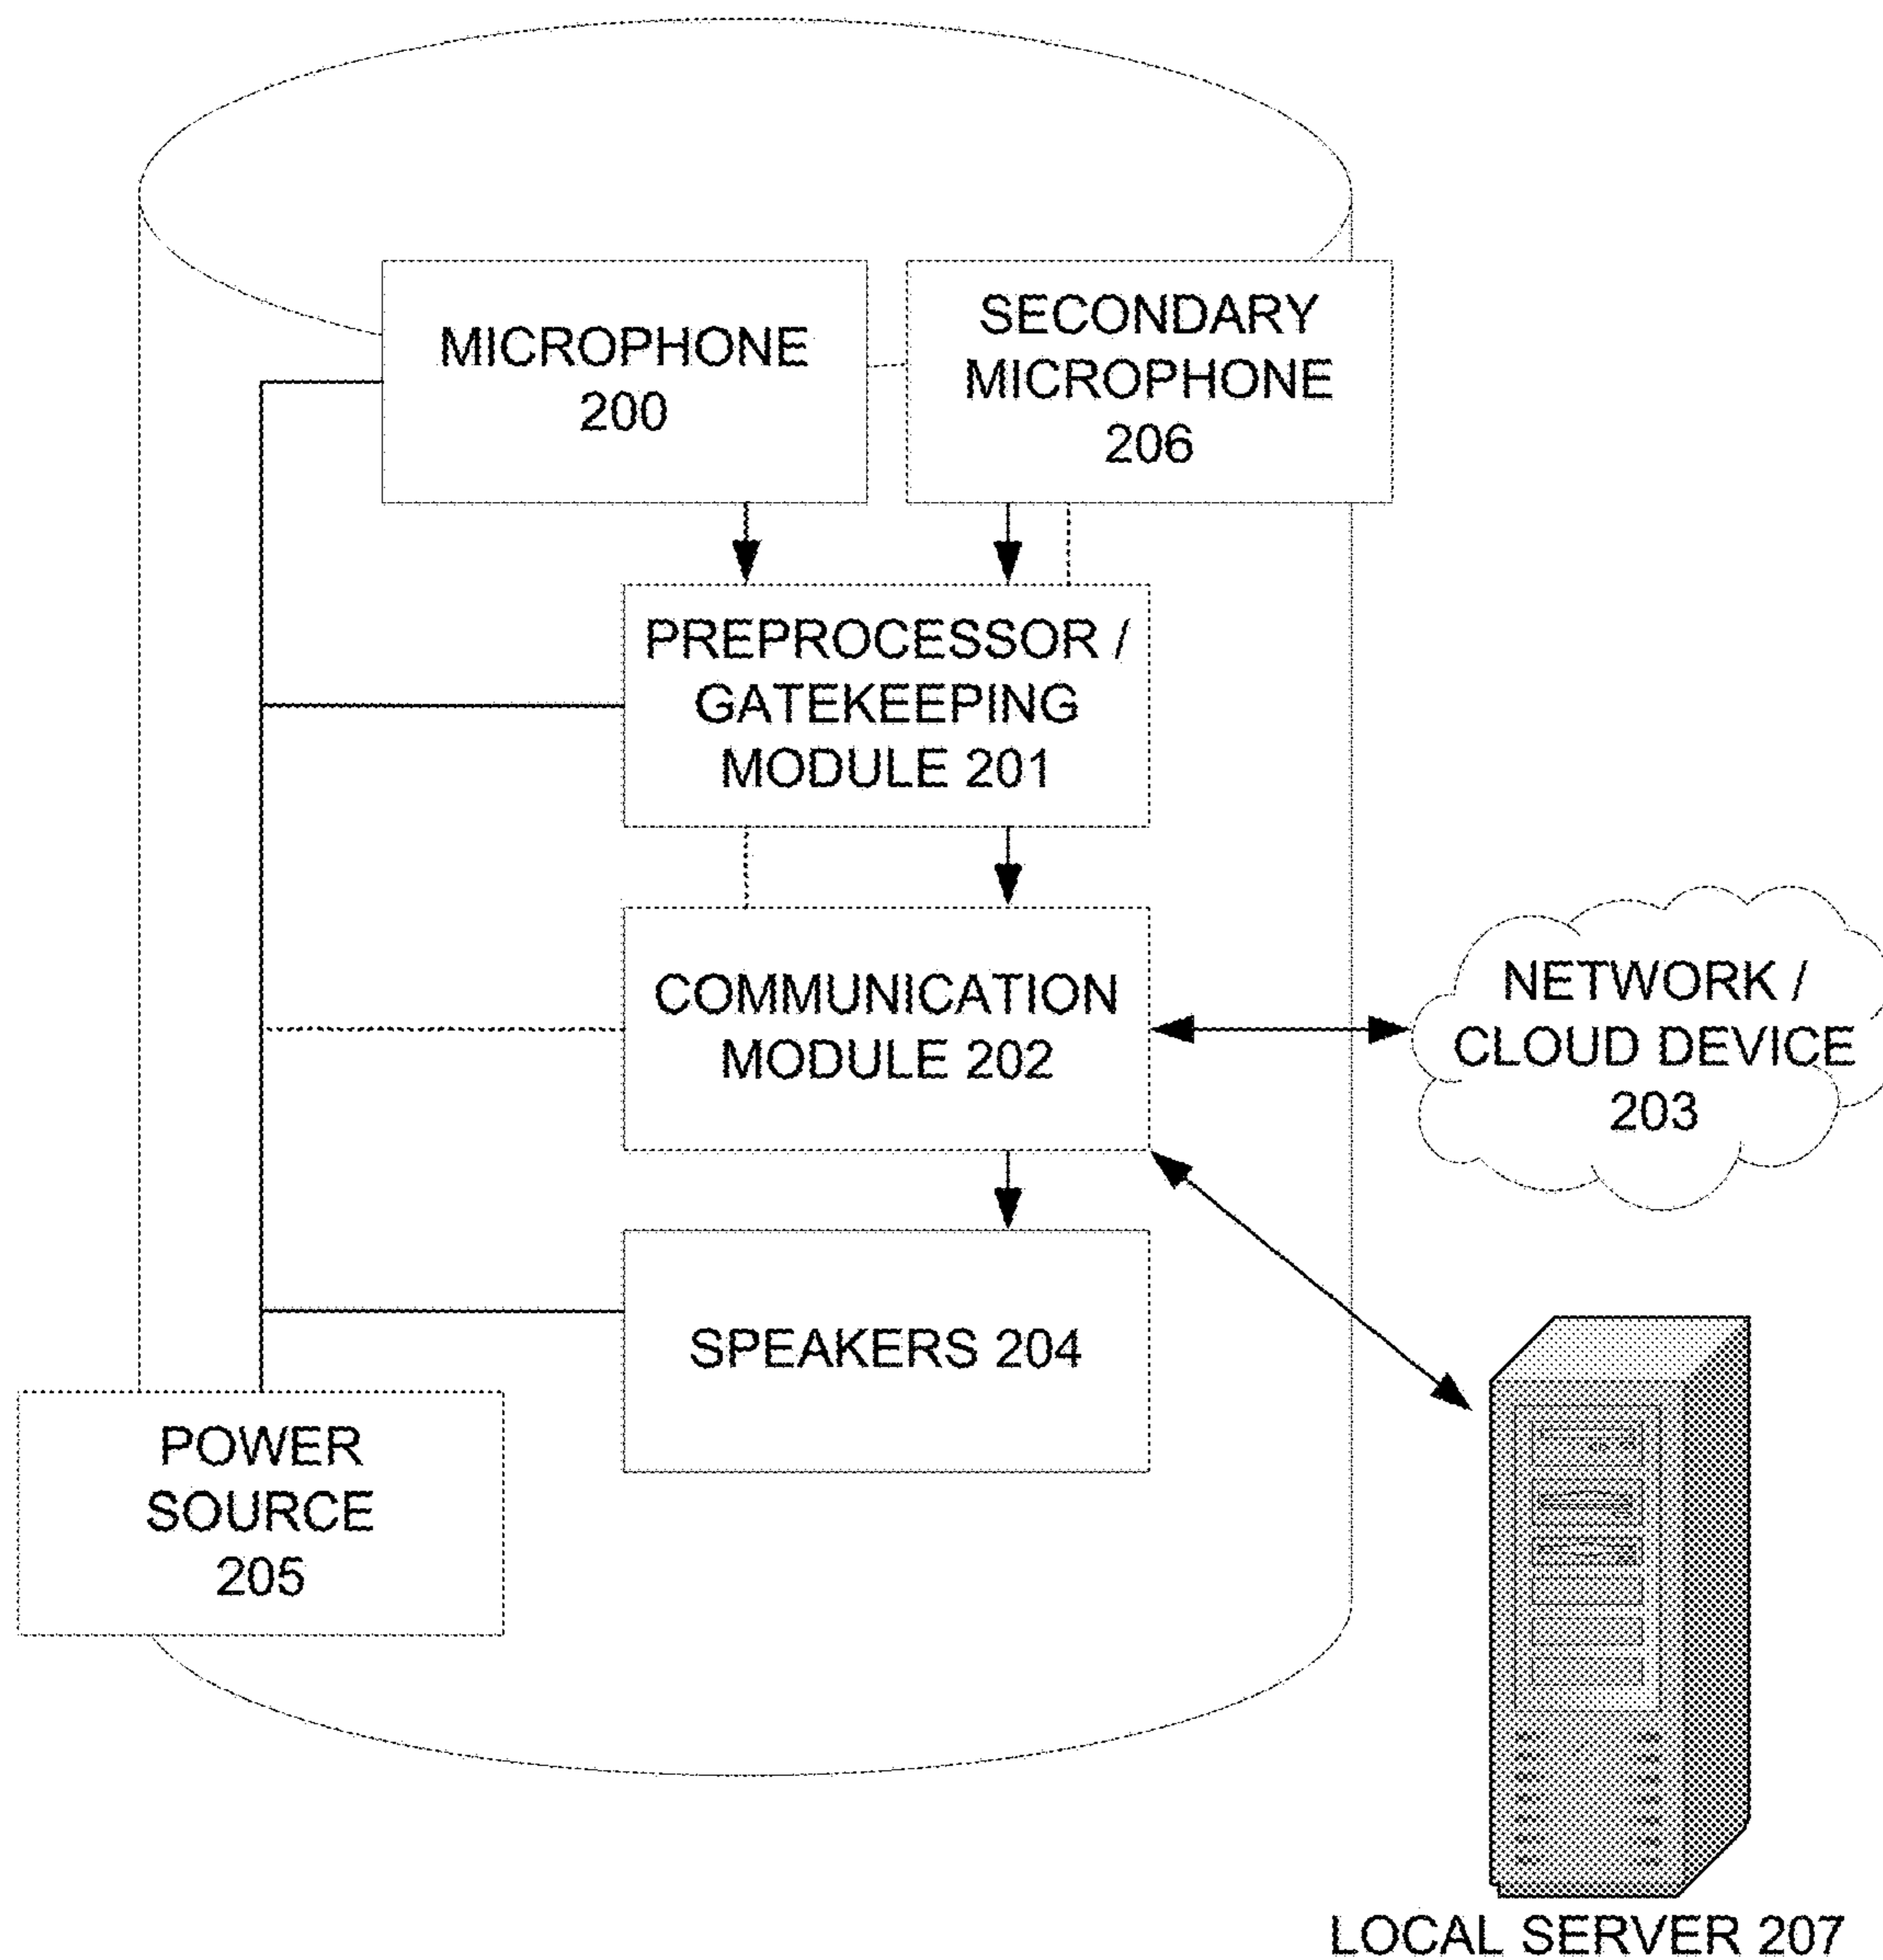 MICROPHONE
200
SECONDARY
MICROPHONE
206
PREPROCESSOR /
GATEKEEPING
MODULE 201
COMMUNICATION
MODULE 202
NETWORK /
CLOUD DEVICE
203
SPEAKERS 204
POWER
SOURCE
205
LOCAL SERVER 207